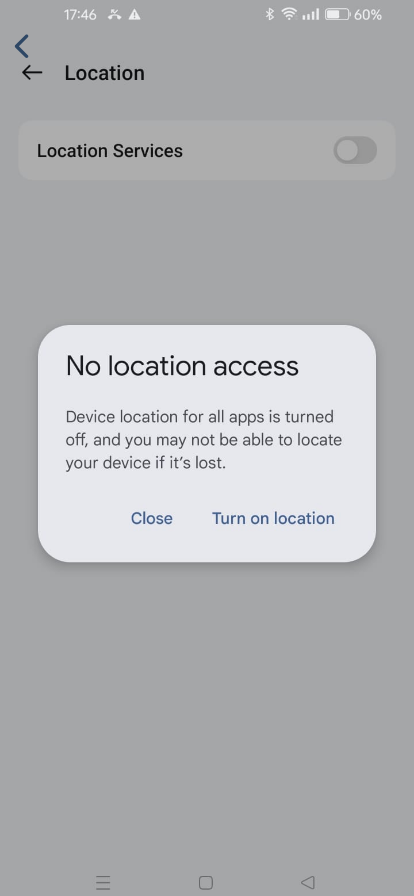 17:46
60%
Location
Location Services
No location access
Device location for all apps is turned
off, and you may not be able to locate
your device if it's lost.
Close Turn on location